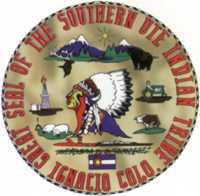 GREAT SEAL OF THE SOUTHERN UTE INDIAN TRIBE
IGNACIO COLO.